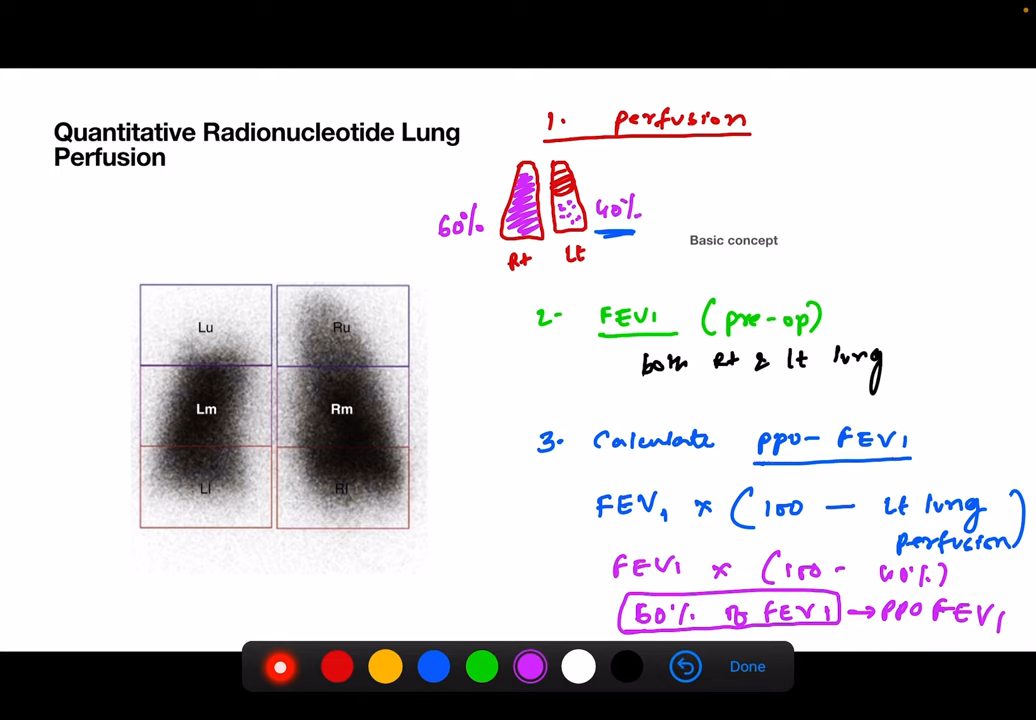 Quantitative Radionucleotide Lung
Perfusion
1. perfusion
60%
40%
Rt Lt
Basic concept
2- FEV1 (pre-op)
both Rt & Lt lung
Lu Ru
Lm Rm
Ll Rl
3- Calculate ppo- FEV1
FEV1 × (100 — Lt lung
perfusion)
FEV1 × (100 - 40%)
60% of FEV1 → PPO FEV1
Done